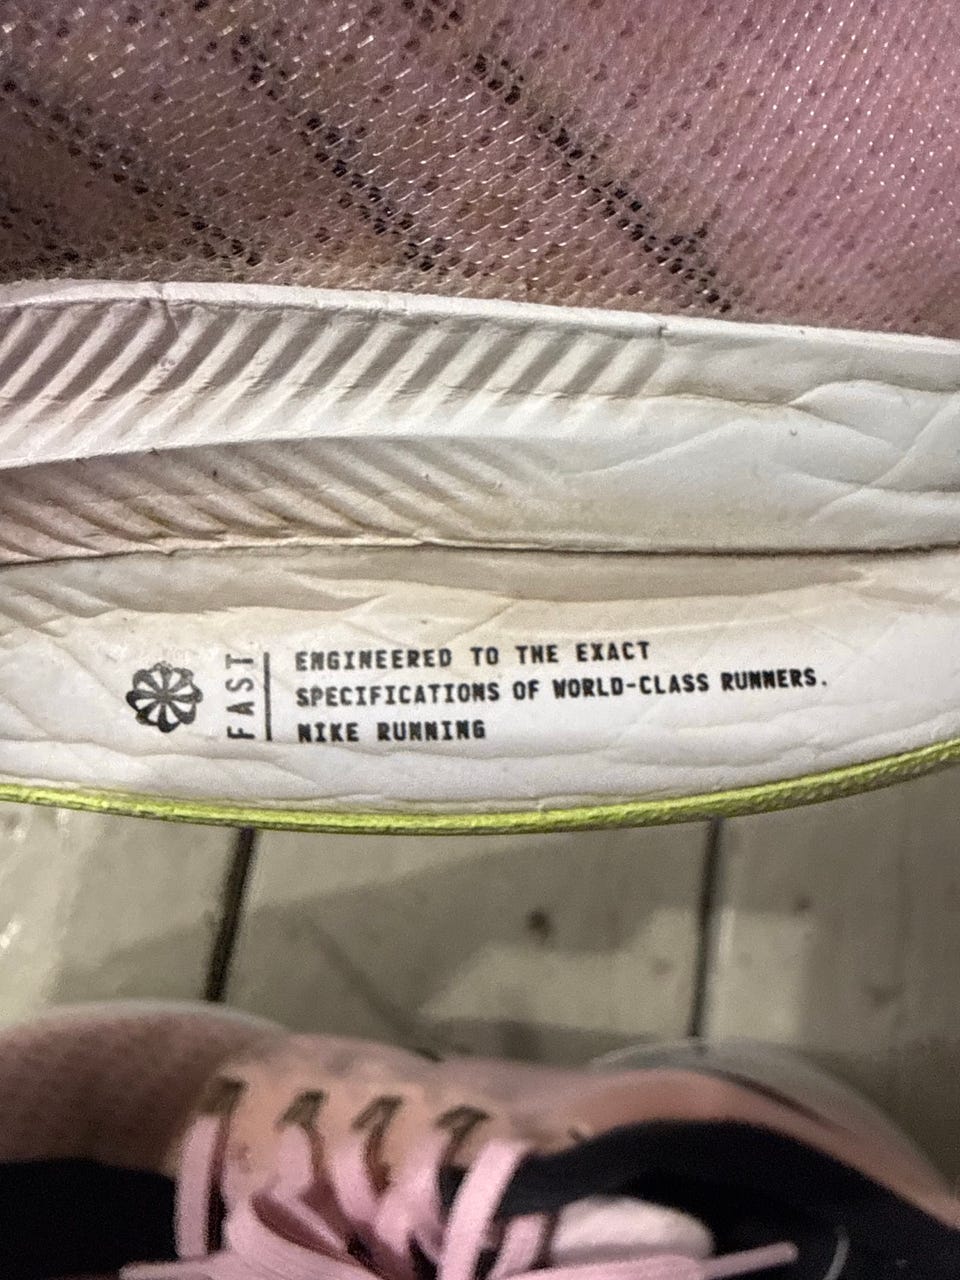 FAST
ENGINEERED TO THE EXACT
SPECIFICATIONS OF WORLD-CLASS RUNNERS.
NIKE RUNNING